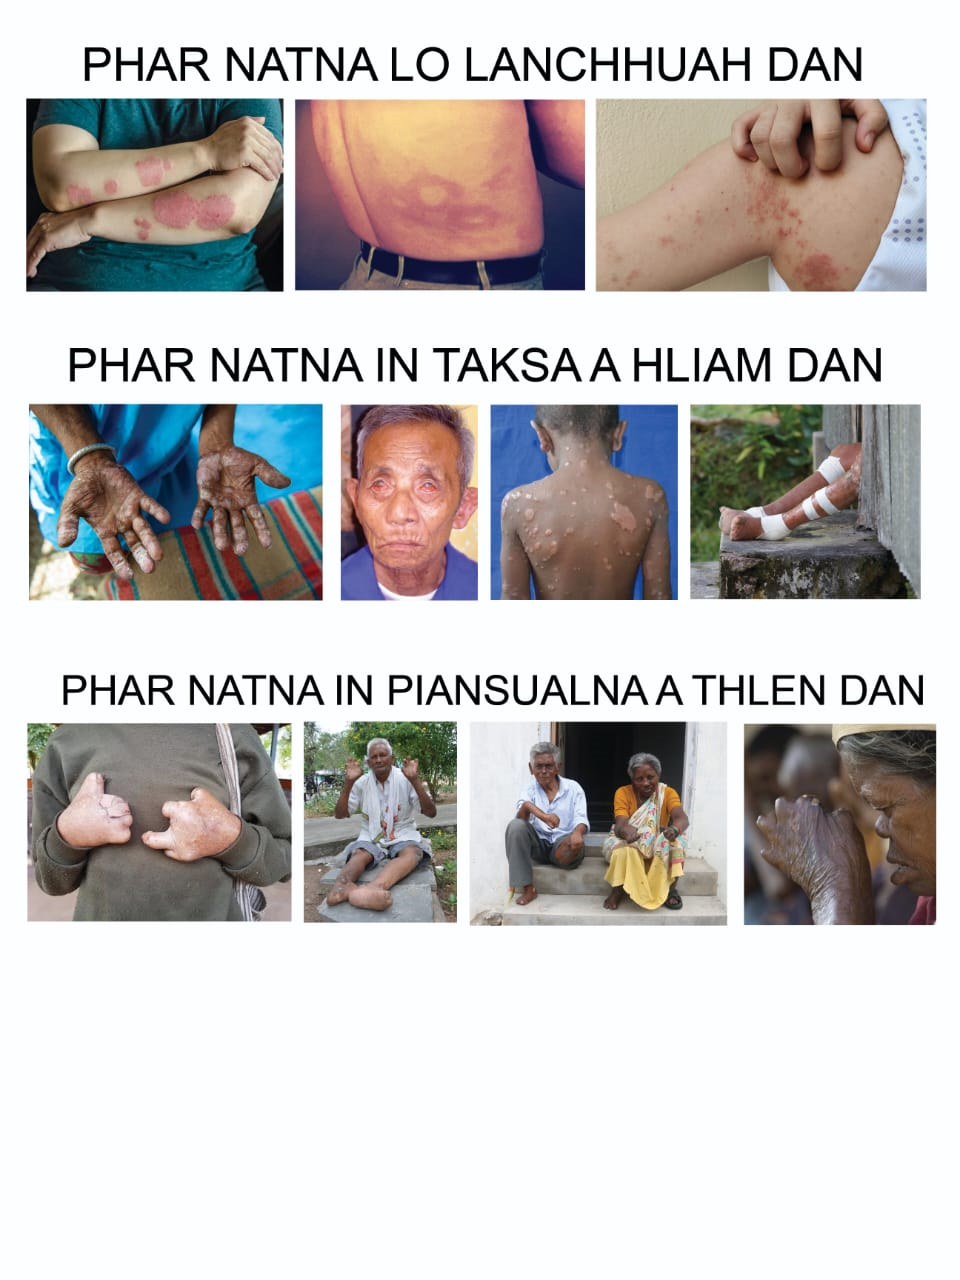 PHAR NATNA LO LANCHHUAH DAN
PHAR NATNA IN TAKSA A HLIAM DAN
PHAR NATNA IN PIANSUALNA A THLEN DAN